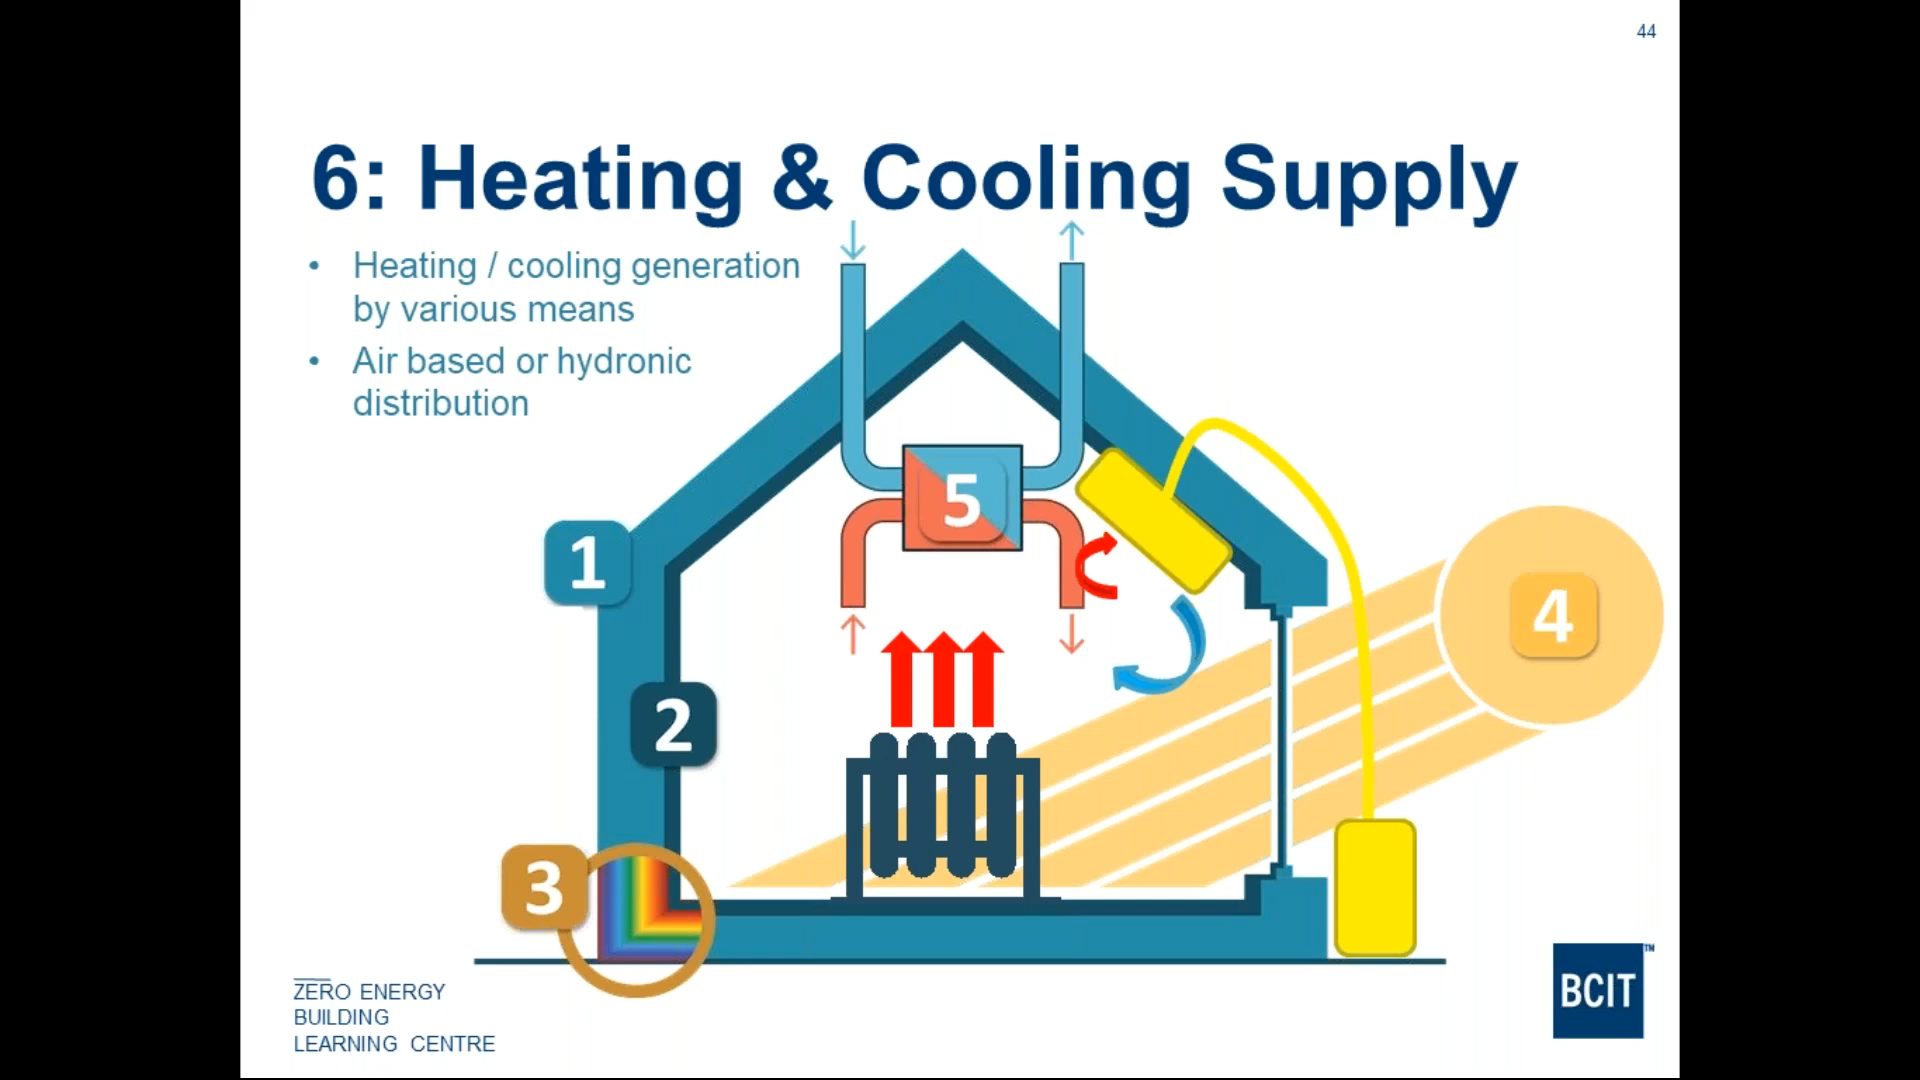 44
6: Heating & Cooling Supply
• Heating / cooling generation
by various means
• Air based or hydronic
distribution
5
1
4
2
3
ZERO ENERGY
BUILDING
LEARNING CENTRE
BCIT™